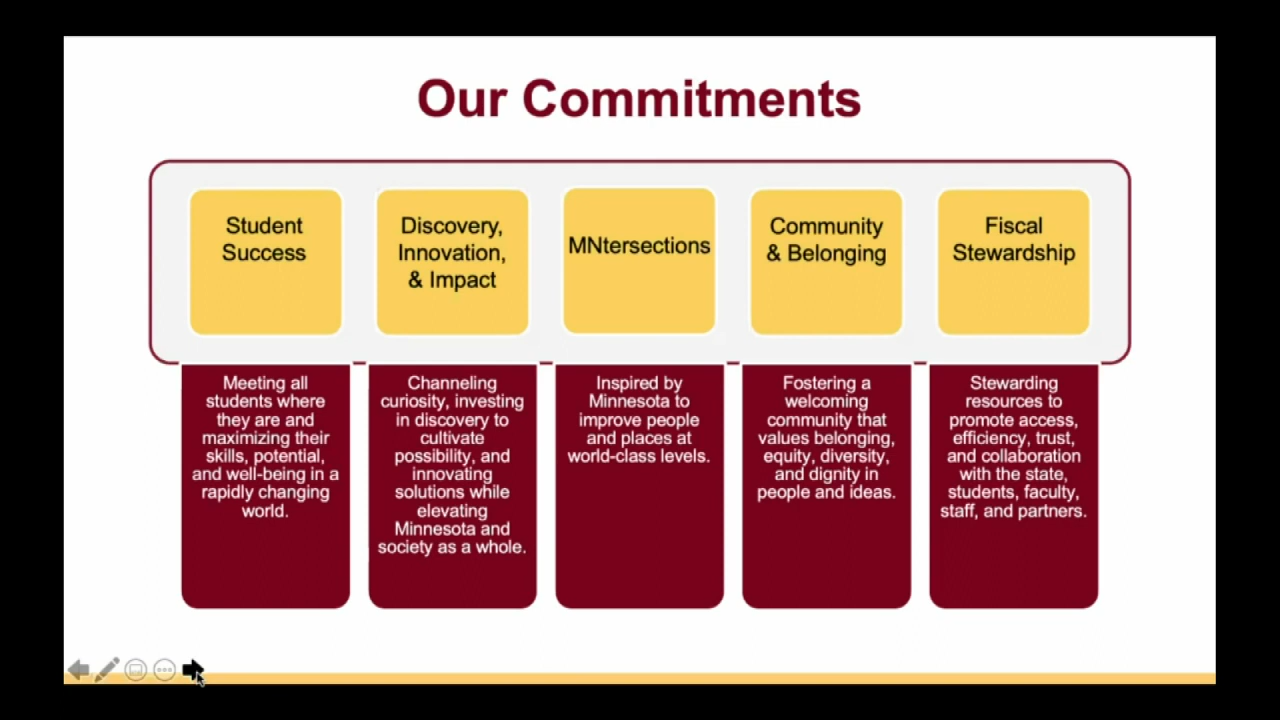 Our Commitments
Student
Success
Discovery,
Innovation,
& Impact
MNtersections
Community
& Belonging
Fiscal
Stewardship
Meeting all
students where
they are and
maximizing their
skills, potential,
and well-being in a
rapidly changing
world.
Channeling
curiosity, investing
in discovery to
cultivate
possibility, and
innovating
solutions while
elevating
Minnesota and
society as a whole.
Inspired by
Minnesota to
improve people
and places at
world-class levels.
Fostering a
welcoming
community that
values belonging,
equity, diversity,
and dignity in
people and ideas.
Stewarding
resources to
promote access,
efficiency, trust,
and collaboration
with the state,
students, faculty,
staff, and partners.